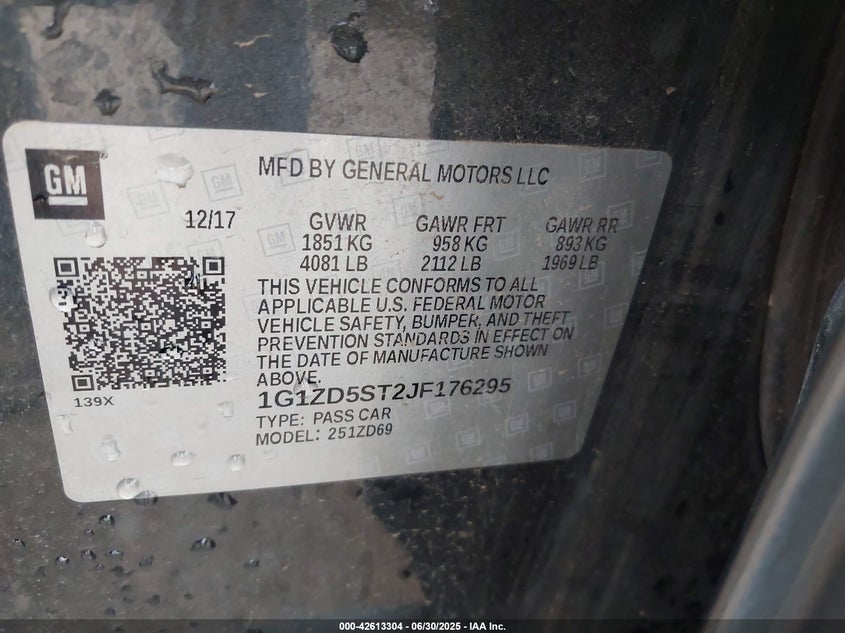 GM
MFD BY GENERAL MOTORS LLC
12/17
GVWR GAWR FRT GAWR RR
1851 KG 958 KG 893 KG
4081 LB 2112 LB 1969 LB
THIS VEHICLE CONFORMS TO ALL
APPLICABLE U.S. FEDERAL MOTOR
VEHICLE SAFETY, BUMPER, AND THEFT
PREVENTION STANDARDS IN EFFECT ON
THE DATE OF MANUFACTURE SHOWN
ABOVE.
139X
1G1ZD5ST2JF176295
TYPE: PASS CAR
MODEL: 251ZD69
000-42613304 - 06/30/2025 - IAA Inc.